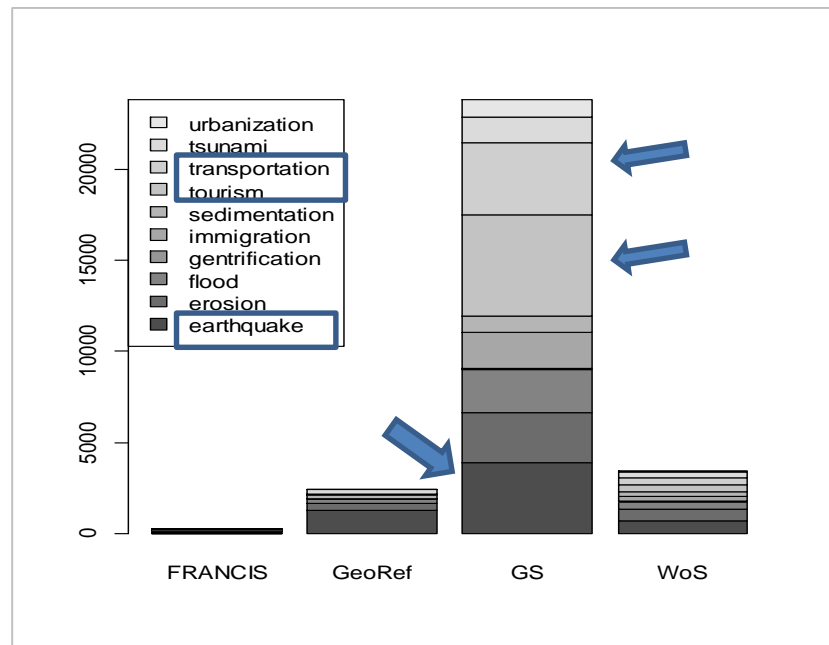 urbanization
tsunami
transportation
tourism
sedimentation
immigration
gentrification
flood
erosion
earthquake
20000
15000
10000
5000
0
FRANCIS GeoRef GS WoS